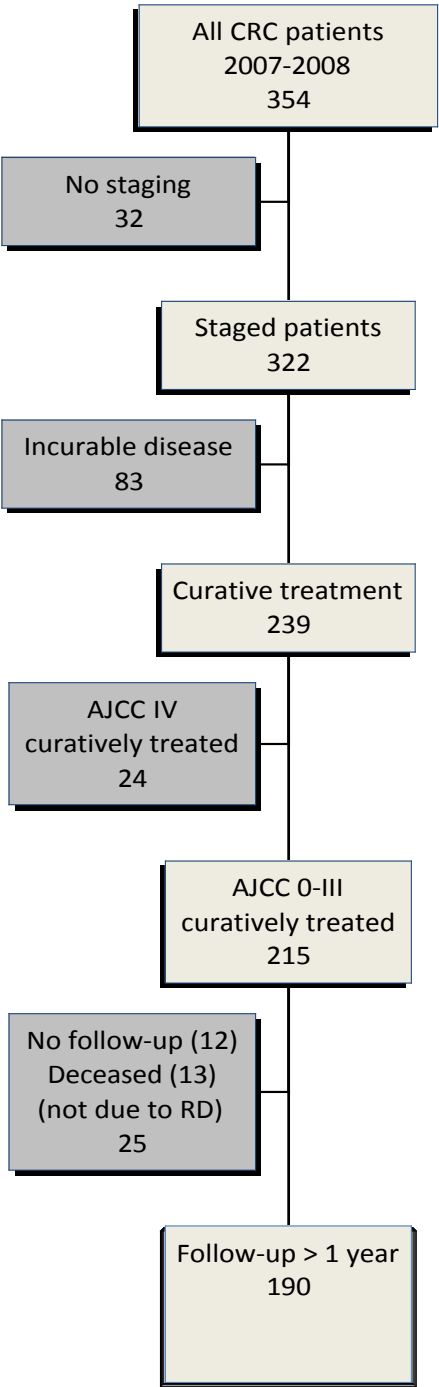 All CRC patients
2007-2008
354
No staging
32
Staged patients
322
Incurable disease
83
Curative treatment
239
AJCC IV
curatively treated
24
AJCC 0-III
curatively treated
215
No follow-up (12)
Deceased (13)
(not due to RD)
25
Follow-up > 1 year
190